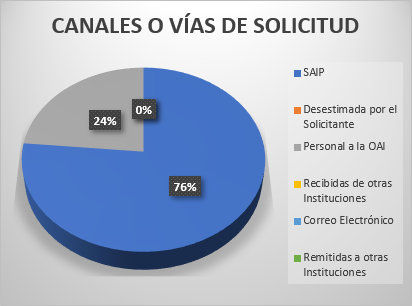 CANALES O VÍAS DE SOLICITUD
0%
24%
76%
SAIP
Desestimada por el
Solicitante
Personal a la OAI
Recibidas de otras
Instituciones
Correo Electrónico
Remitidas a otras
Instituciones